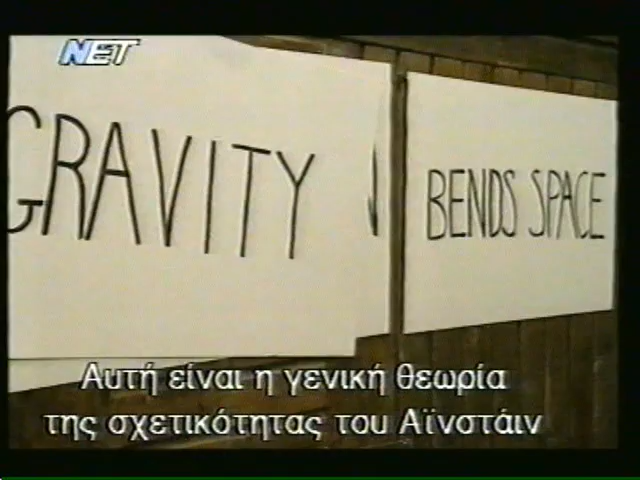 NET
GRAVITY
BENDS SPACE
Αυτή είναι η γενική θεωρία
της σχετικότητας του Αϊνστάιν